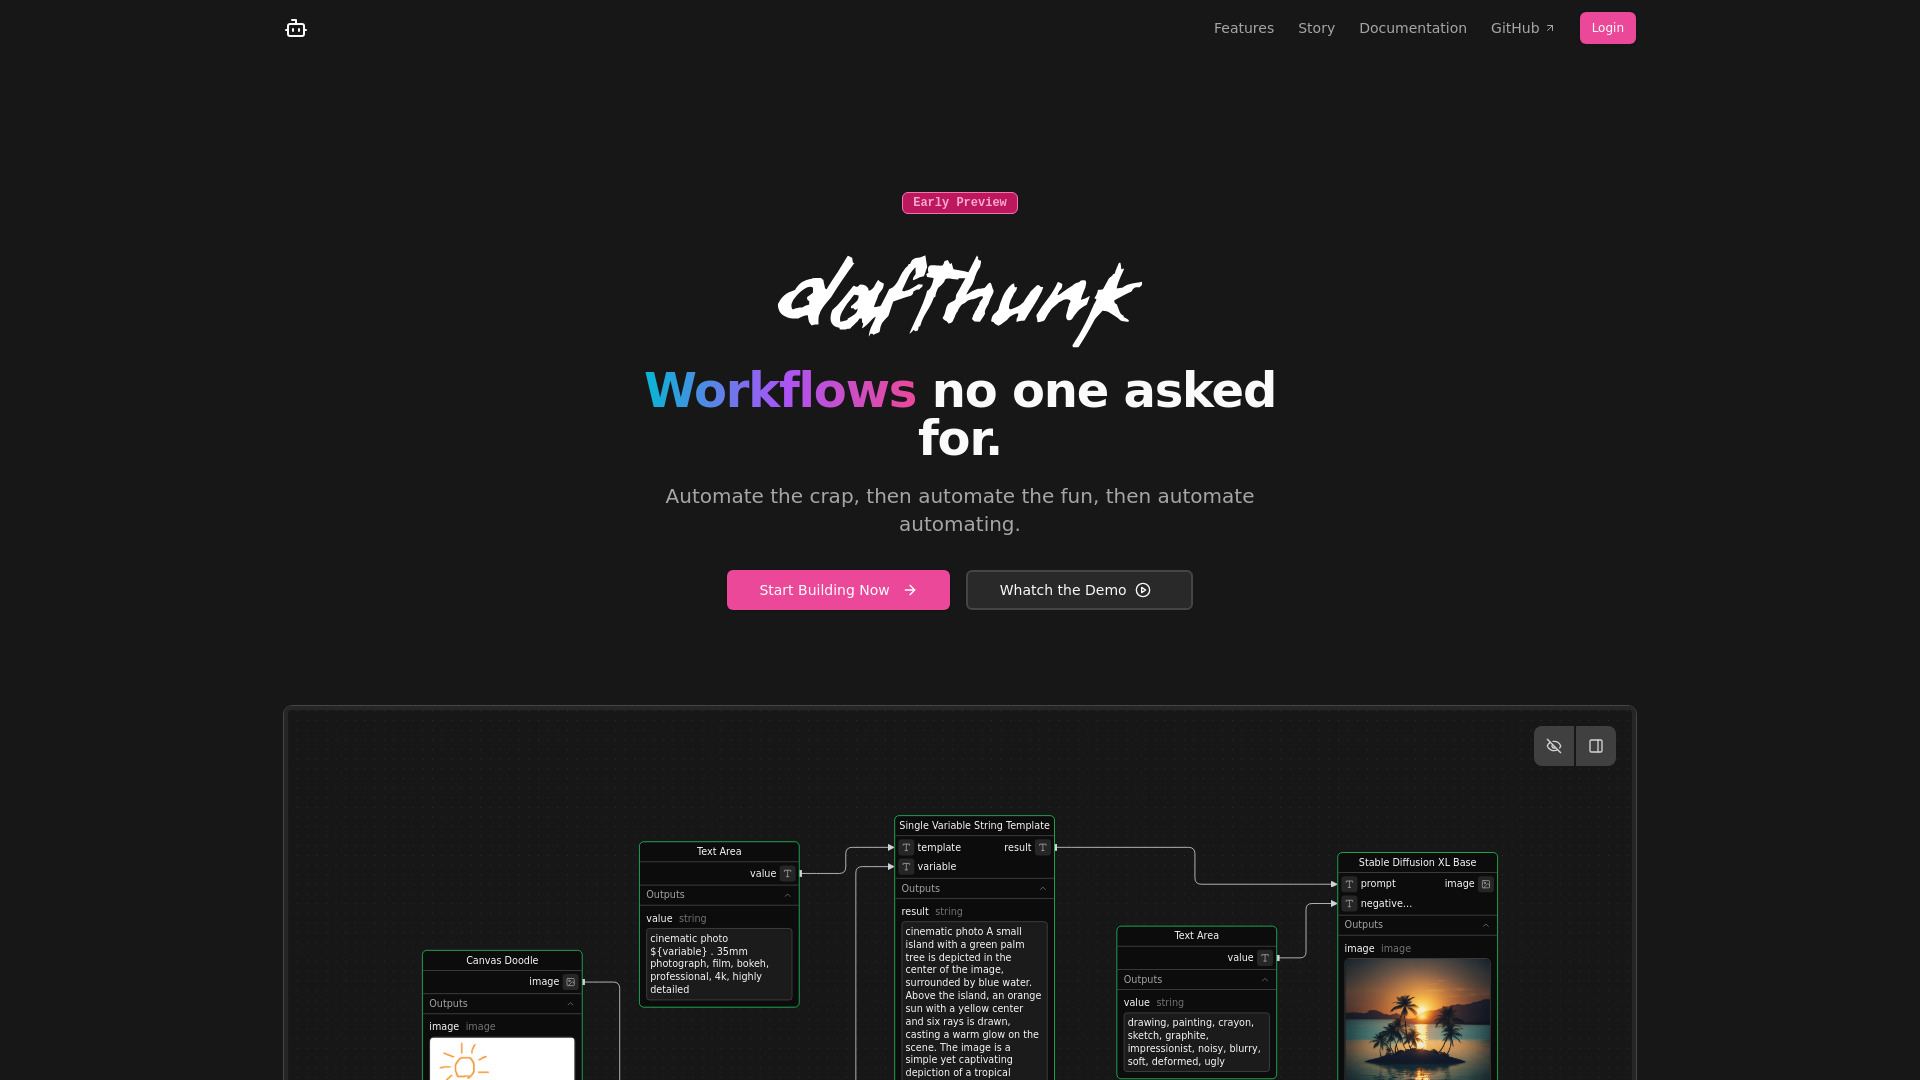 Features
Story
Documentation
GitHub
Login
Early Preview
dafThunk
Workflows no one asked
for.
Automate the crap, then automate the fun, then automate
automating.
Start Building Now
Whatch the Demo
Single Variable String Template
template
result
variable
Outputs
result string
cinematic photo A small
island with a green palm
tree is depicted in the
center of the image,
surrounded by blue water.
Above the island, an orange
sun with a yellow center
and six rays is drawn,
casting a warm glow on the
scene. The image is a
simple yet captivating
depiction of a tropical
Text Area
value
Outputs
value string
cinematic photo
${variable} . 35mm
photograph, film, bokeh,
professional, 4k, highly
detailed
Stable Diffusion XL Base
prompt
image
negative...
Outputs
image image
Text Area
value
Outputs
value string
drawing, painting, crayon,
sketch, graphite,
impressionist, noisy, blurry,
soft, deformed, ugly
Canvas Doodle
image
Outputs
image image